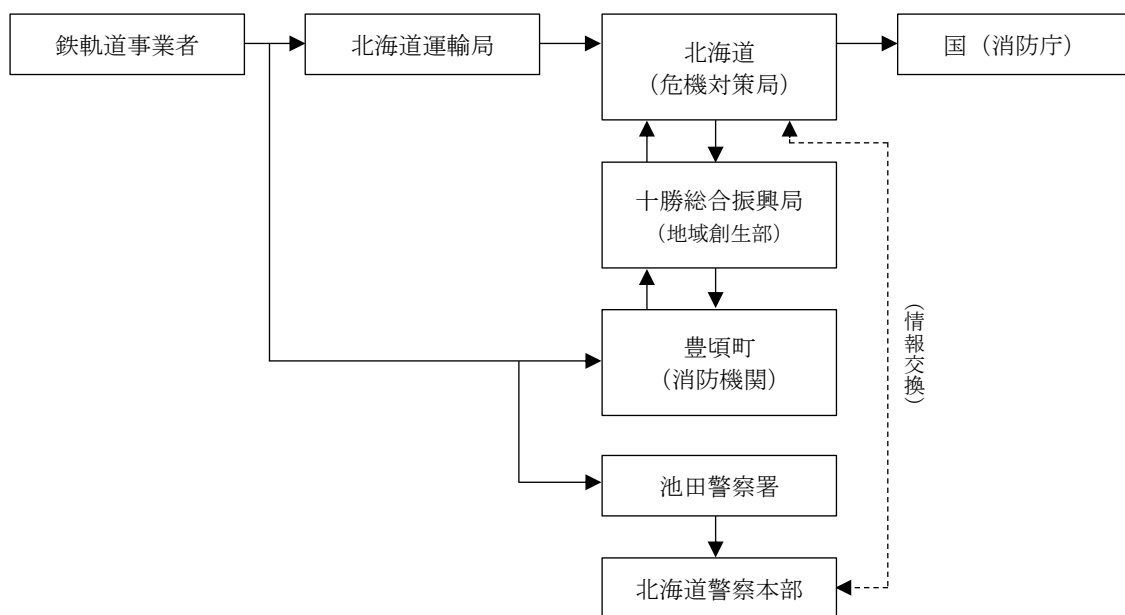 鉄軌道事業者
北海道運輸局
北海道
（危機対策局）
国（消防庁）
十勝総合振興局
（地域創生部）
豊頃町
（消防機関）
（情報交換）
池田警察署
北海道警察本部